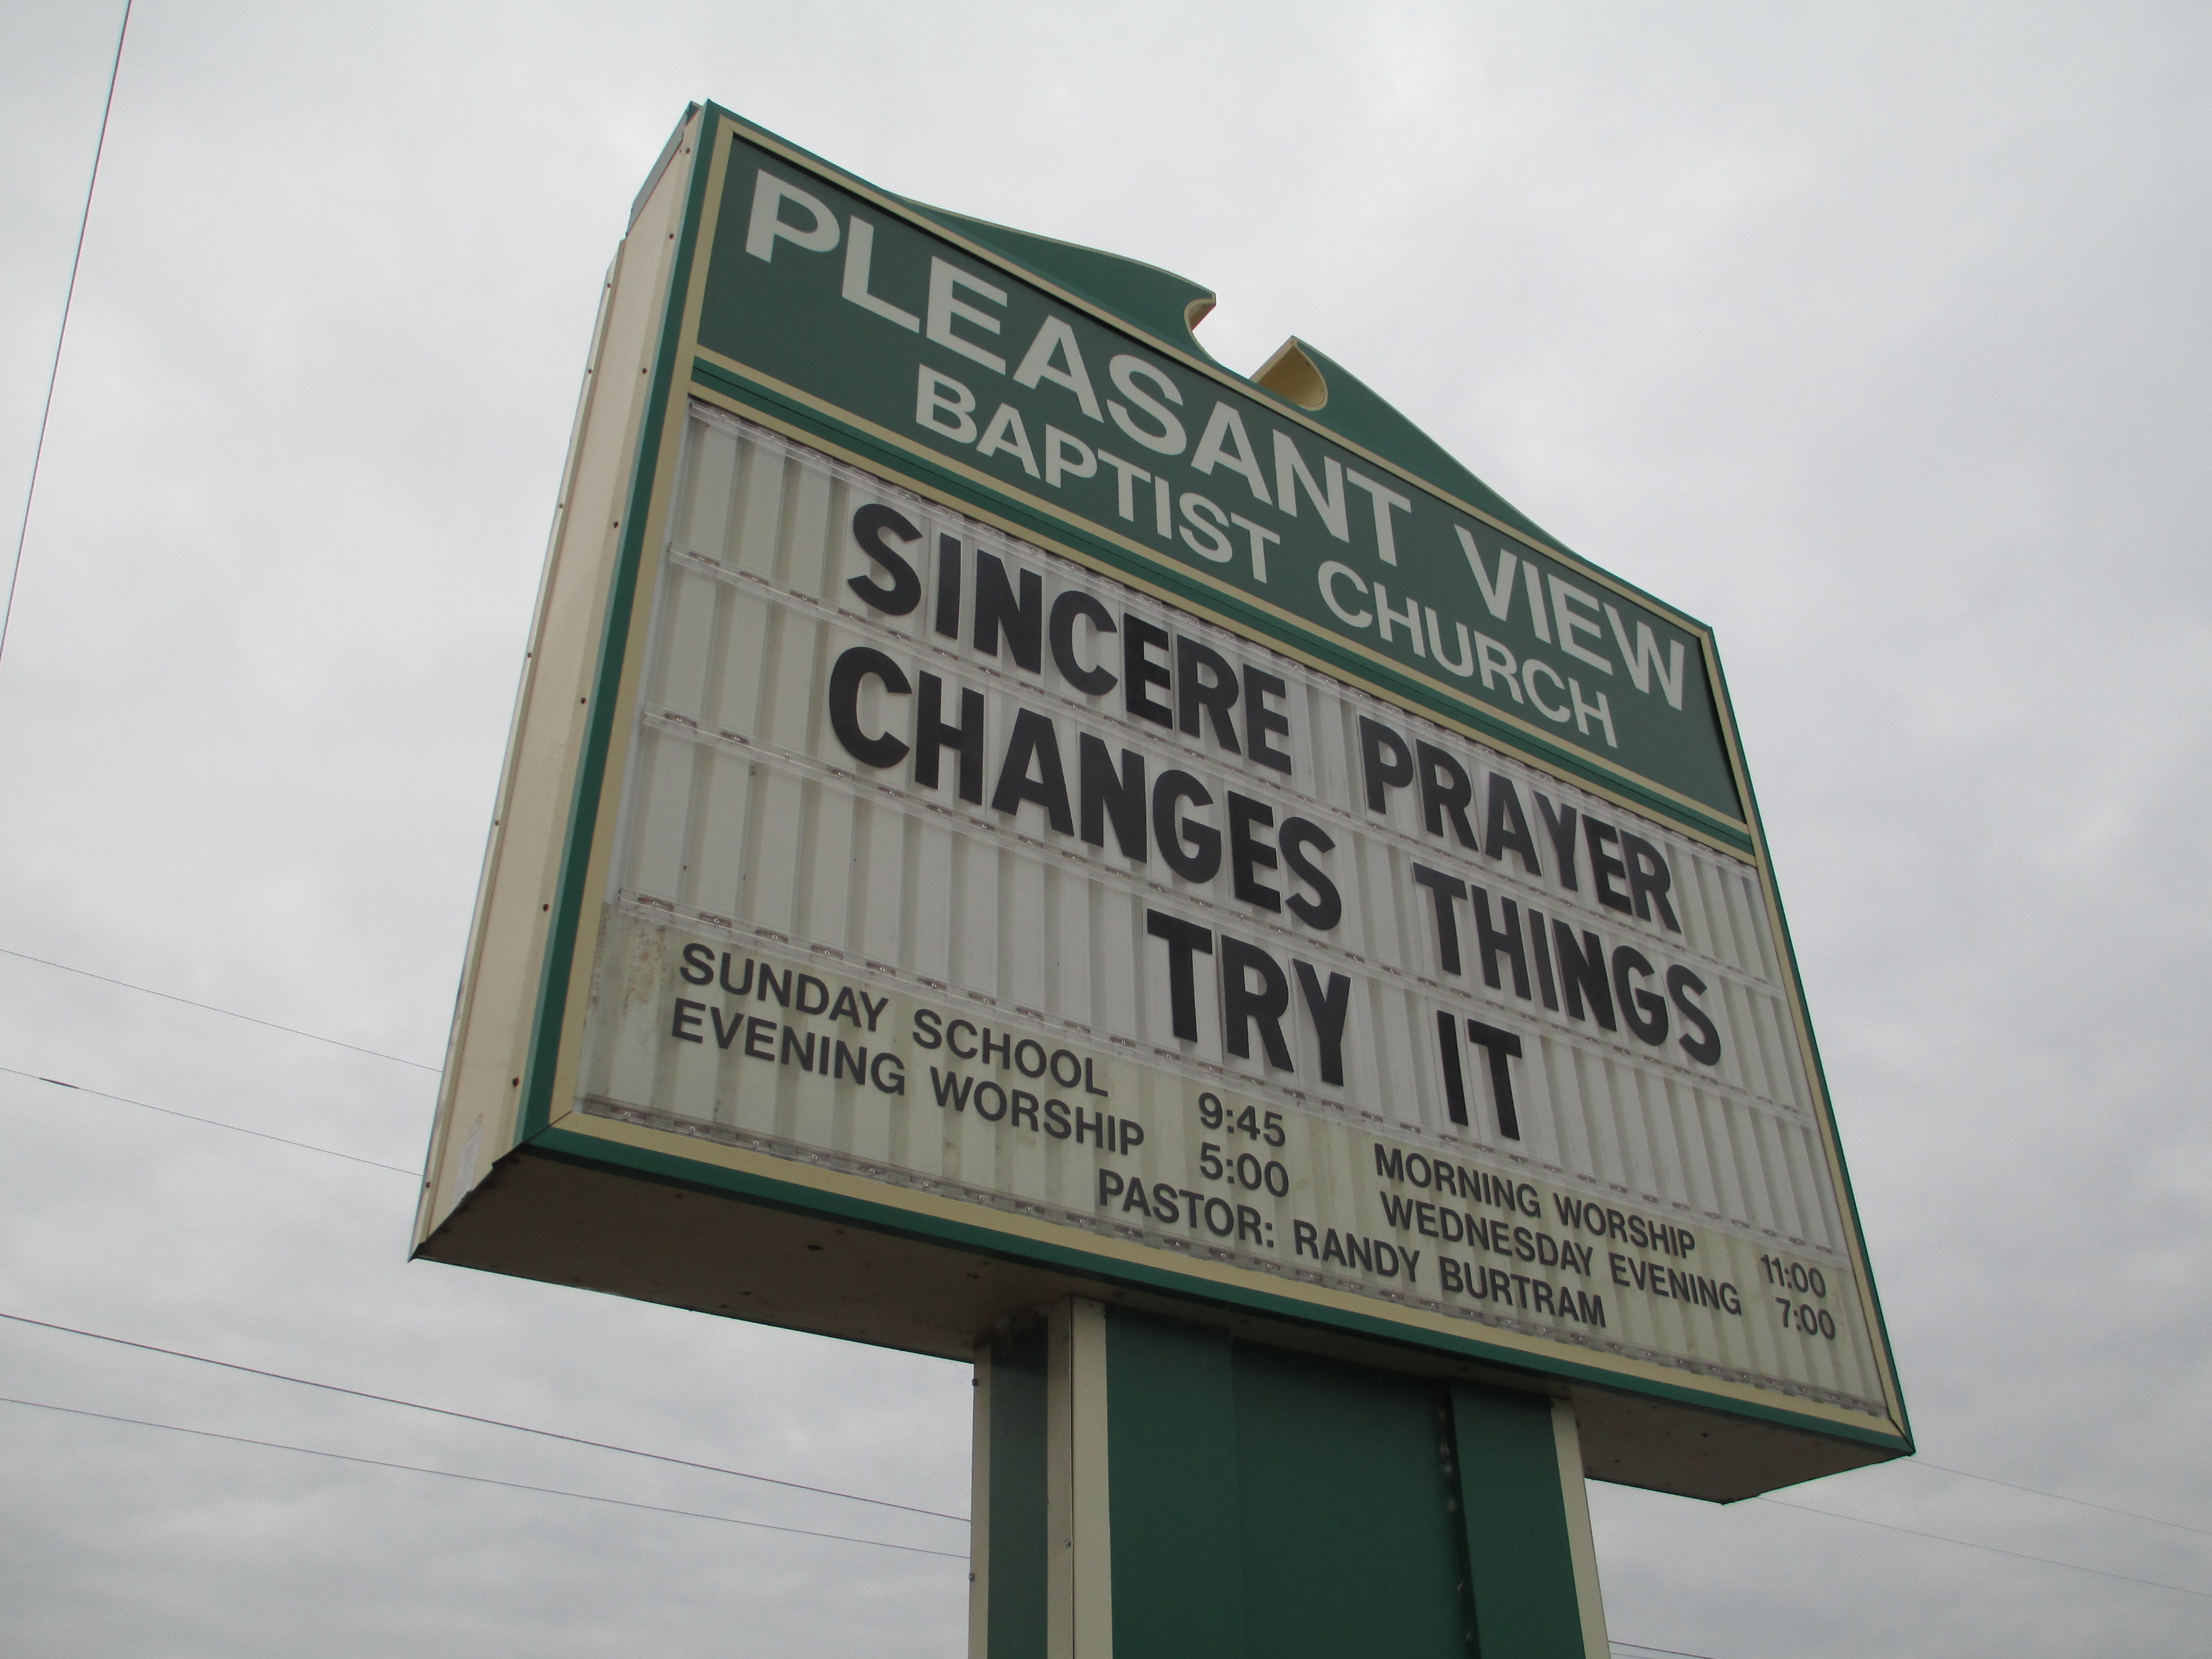 PLEASANT VIEW
BAPTIST CHURCH
SINCERE PRAYER
CHANGES THINGS
TRY IT
SUNDAY SCHOOL 9:45 MORNING WORSHIP 11:00
EVENING WORSHIP 5:00 WEDNESDAY EVENING 7:00
PASTOR: RANDY BURTRAM